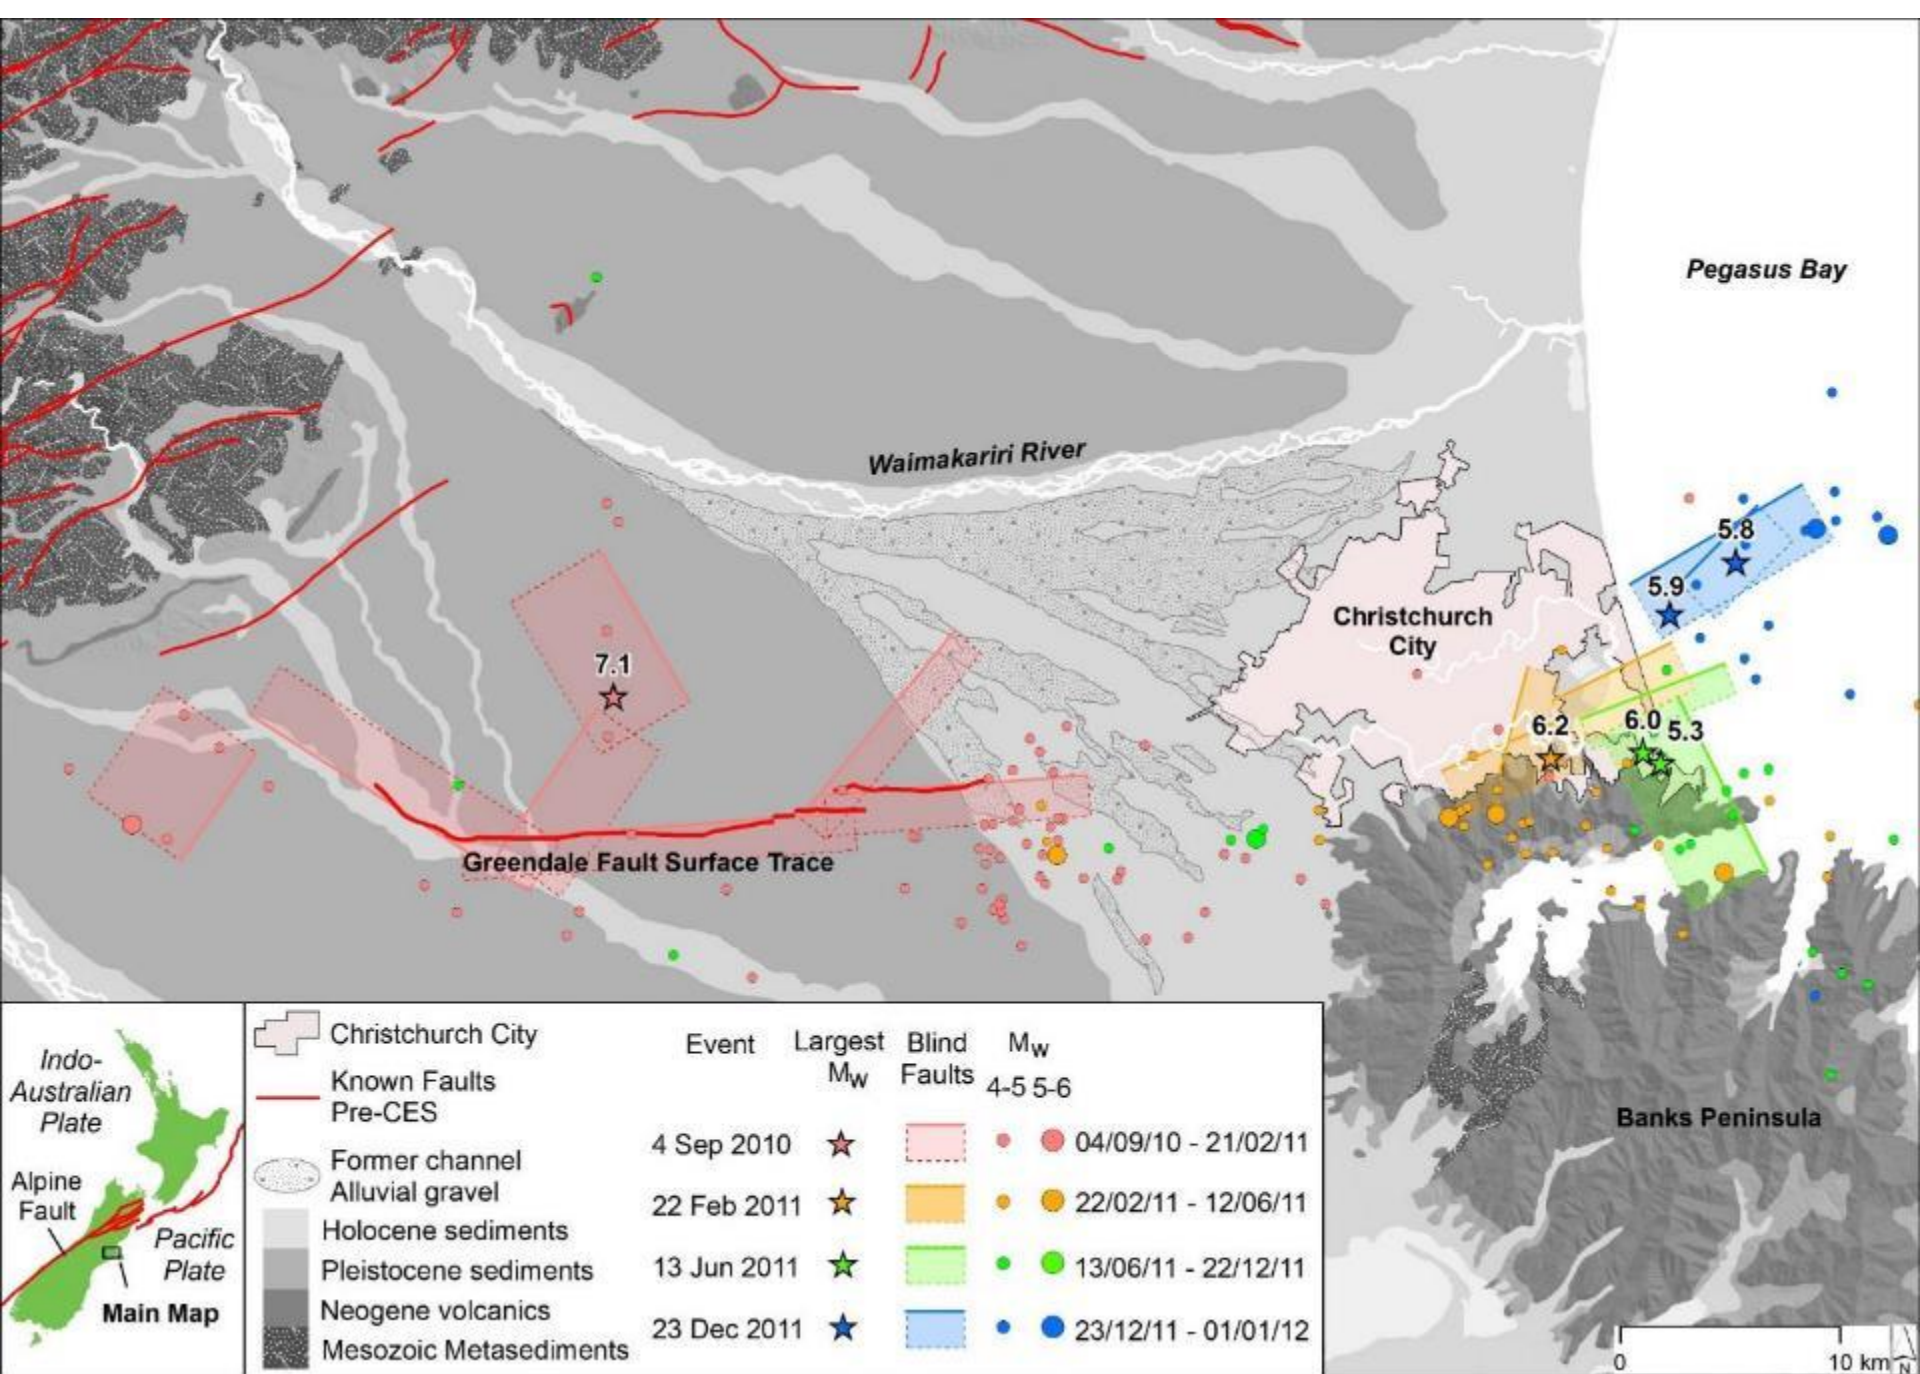 Pegasus Bay
Waimakariri River
5.8
5.9
Christchurch
City
7.1
6.2
6.0
5.3
Greendale Fault Surface Trace
Banks Peninsula
0
10 km
N
Indo-
Australian
Plate
Alpine
Fault
Pacific
Plate
Main Map
Christchurch City
Known Faults
Pre-CES
Former channel
Alluvial gravel
Holocene sediments
Pleistocene sediments
Neogene volcanics
Mesozoic Metasediments
Event
Largest
Mw
Blind
Faults
Mw
4-5 5-6
4 Sep 2010
04/09/10 - 21/02/11
22 Feb 2011
22/02/11 - 12/06/11
13 Jun 2011
13/06/11 - 22/12/11
23 Dec 2011
23/12/11 - 01/01/12